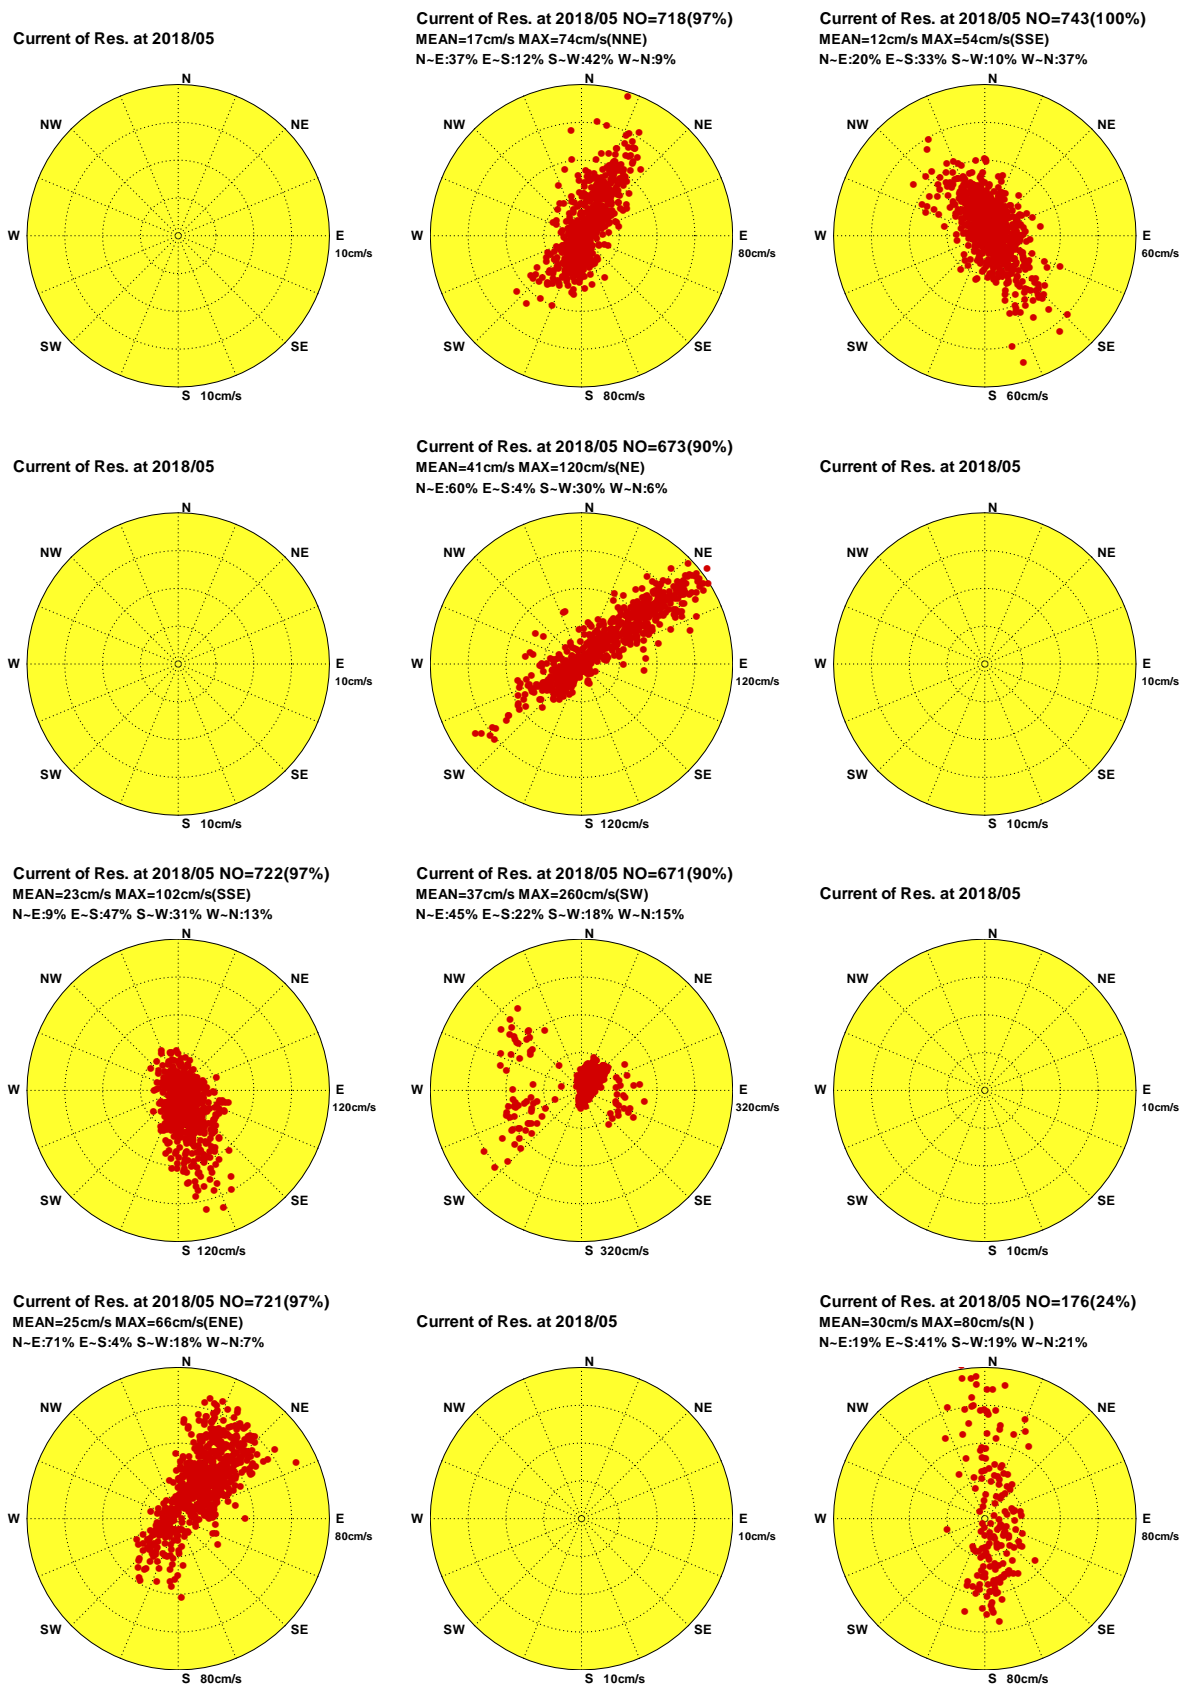 Current of Res. at 2018/05
N
NW
NE
W
E
10cm/s
SW
SE
S 10cm/s
Current of Res. at 2018/05 NO=718(97%)
MEAN=17cm/s MAX=74cm/s(NNE)
N~E:37% E~S:12% S~W:42% W~N:9%
N
NW
NE
W
E
80cm/s
SW
SE
S 80cm/s
Current of Res. at 2018/05 NO=743(100%)
MEAN=12cm/s MAX=54cm/s(SSE)
N~E:20% E~S:33% S~W:10% W~N:37%
N
NW
NE
W
E
60cm/s
SW
SE
S 60cm/s
Current of Res. at 2018/05
N
NW
NE
W
E
10cm/s
SW
SE
S 10cm/s
Current of Res. at 2018/05 NO=673(90%)
MEAN=41cm/s MAX=120cm/s(NE)
N~E:60% E~S:4% S~W:30% W~N:6%
N
NW
NE
W
E
120cm/s
SW
SE
S 120cm/s
Current of Res. at 2018/05
N
NW
NE
W
E
10cm/s
SW
SE
S 10cm/s
Current of Res. at 2018/05 NO=722(97%)
MEAN=23cm/s MAX=102cm/s(SSE)
N~E:9% E~S:47% S~W:31% W~N:13%
N
NW
NE
W
E
120cm/s
SW
SE
S 120cm/s
Current of Res. at 2018/05 NO=671(90%)
MEAN=37cm/s MAX=260cm/s(SW)
N~E:45% E~S:22% S~W:18% W~N:15%
N
NW
NE
W
E
320cm/s
SW
SE
S 320cm/s
Current of Res. at 2018/05
N
NW
NE
W
E
10cm/s
SW
SE
S 10cm/s
Current of Res. at 2018/05 NO=721(97%)
MEAN=25cm/s MAX=66cm/s(ENE)
N~E:71% E~S:4% S~W:18% W~N:7%
N
NW
NE
W
E
80cm/s
SW
SE
S 80cm/s
Current of Res. at 2018/05
N
NW
NE
W
E
10cm/s
SW
SE
S 10cm/s
Current of Res. at 2018/05 NO=176(24%)
MEAN=30cm/s MAX=80cm/s(N )
N~E:19% E~S:41% S~W:19% W~N:21%
N
NW
NE
W
E
80cm/s
SW
SE
S 80cm/s